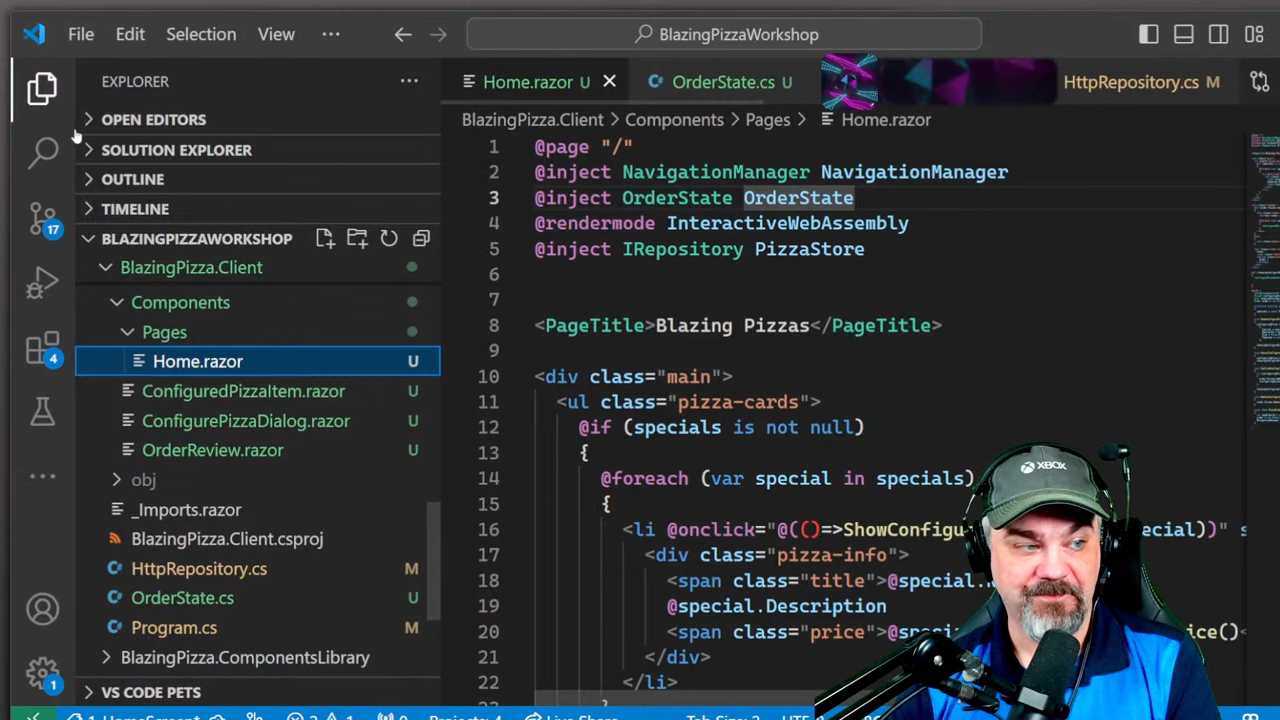 File Edit Selection View ··· BlazingPizzaWorkshop
EXPLORER ···
OPEN EDITORS
SOLUTION EXPLORER
OUTLINE
TIMELINE
BLAZINGPIZZAWORKSHOP
BlazingPizza.Client
Components
Pages
Home.razor U
ConfiguredPizzaItem.razor U
ConfigurePizzaDialog.razor U
OrderReview.razor U
obj
_Imports.razor
BlazingPizza.Client.csproj
HttpRepository.cs M
OrderState.cs U
Program.cs M
BlazingPizza.ComponentsLibrary
VS CODE PETS
17
4
1
Home.razor U OrderState.cs U HttpRepository.cs M
BlazingPizza.Client > Components > Pages > Home.razor
1 @page "/"
2 @inject NavigationManager NavigationManager
3 @inject OrderState OrderState
4 @rendermode InteractiveWebAssembly
5 @inject IRepository PizzaStore
6
7
8 <PageTitle>Blazing Pizzas</PageTitle>
9
10 <div class="main">
11 <ul class="pizza-cards">
12 @if (specials is not null)
13 {
14 @foreach (var special in specials)
15 {
16 <li @onclick="@(()=>ShowConfigu ecial))" s
17 <div class="pizza-info">
18 <span class="title">@special.
19 @special.Description
20 <span class="price">@spec ice()<
21 </div>
22 </li>
XBOX